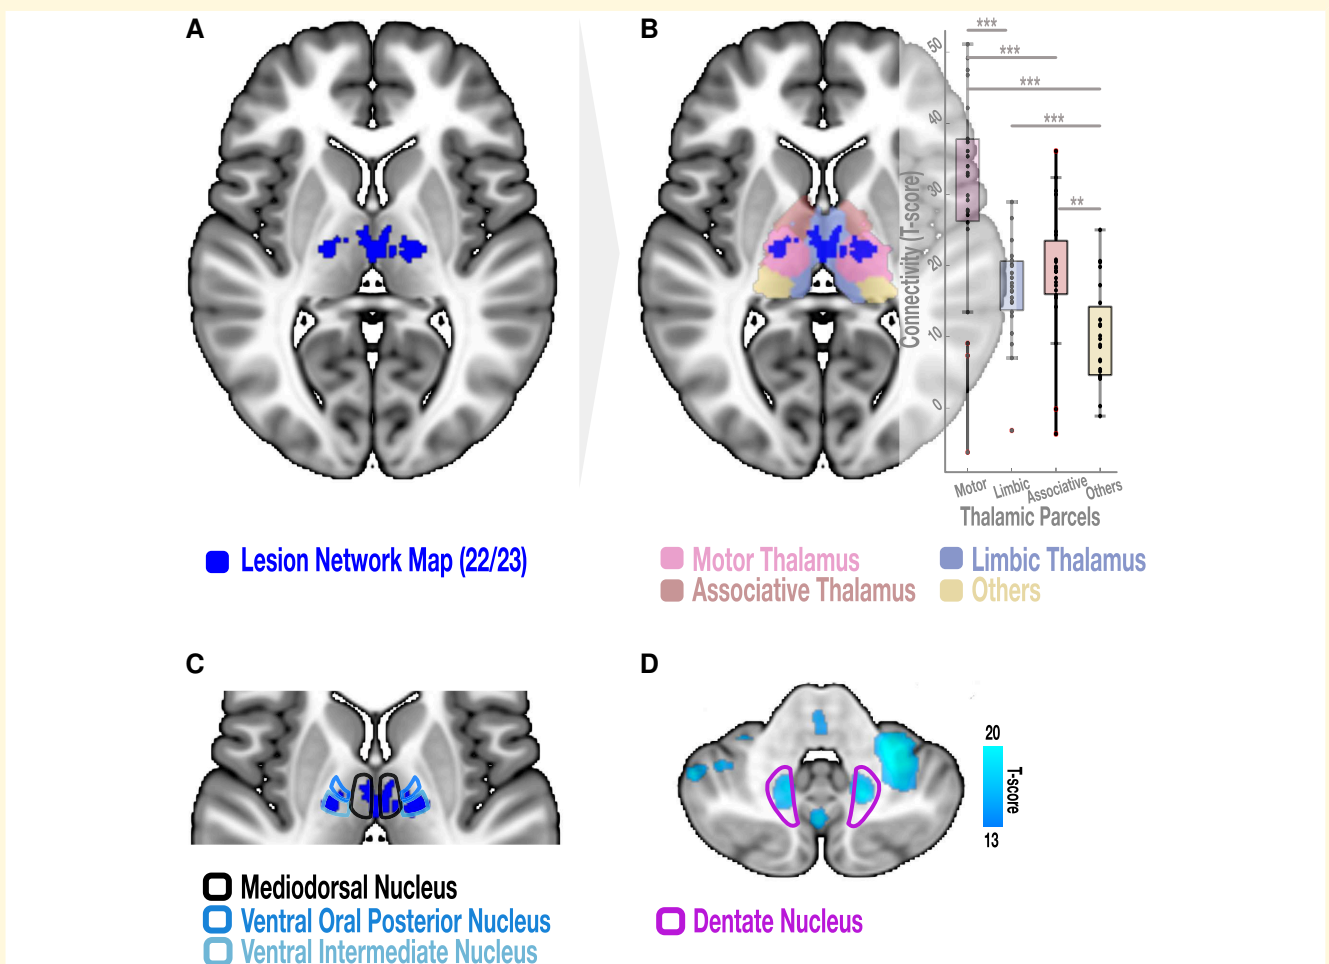 A
B
***
***
***
***
**
50
40
30
20
10
0
Connectivity (T-score)
Motor
Limbic
Associative
Others
Thalamic Parcels
Lesion Network Map (22/23)
Motor Thalamus
Limbic Thalamus
Associative Thalamus
Others
C
D
20
T-score
13
Mediodorsal Nucleus
Ventral Oral Posterior Nucleus
Ventral Intermediate Nucleus
Dentate Nucleus